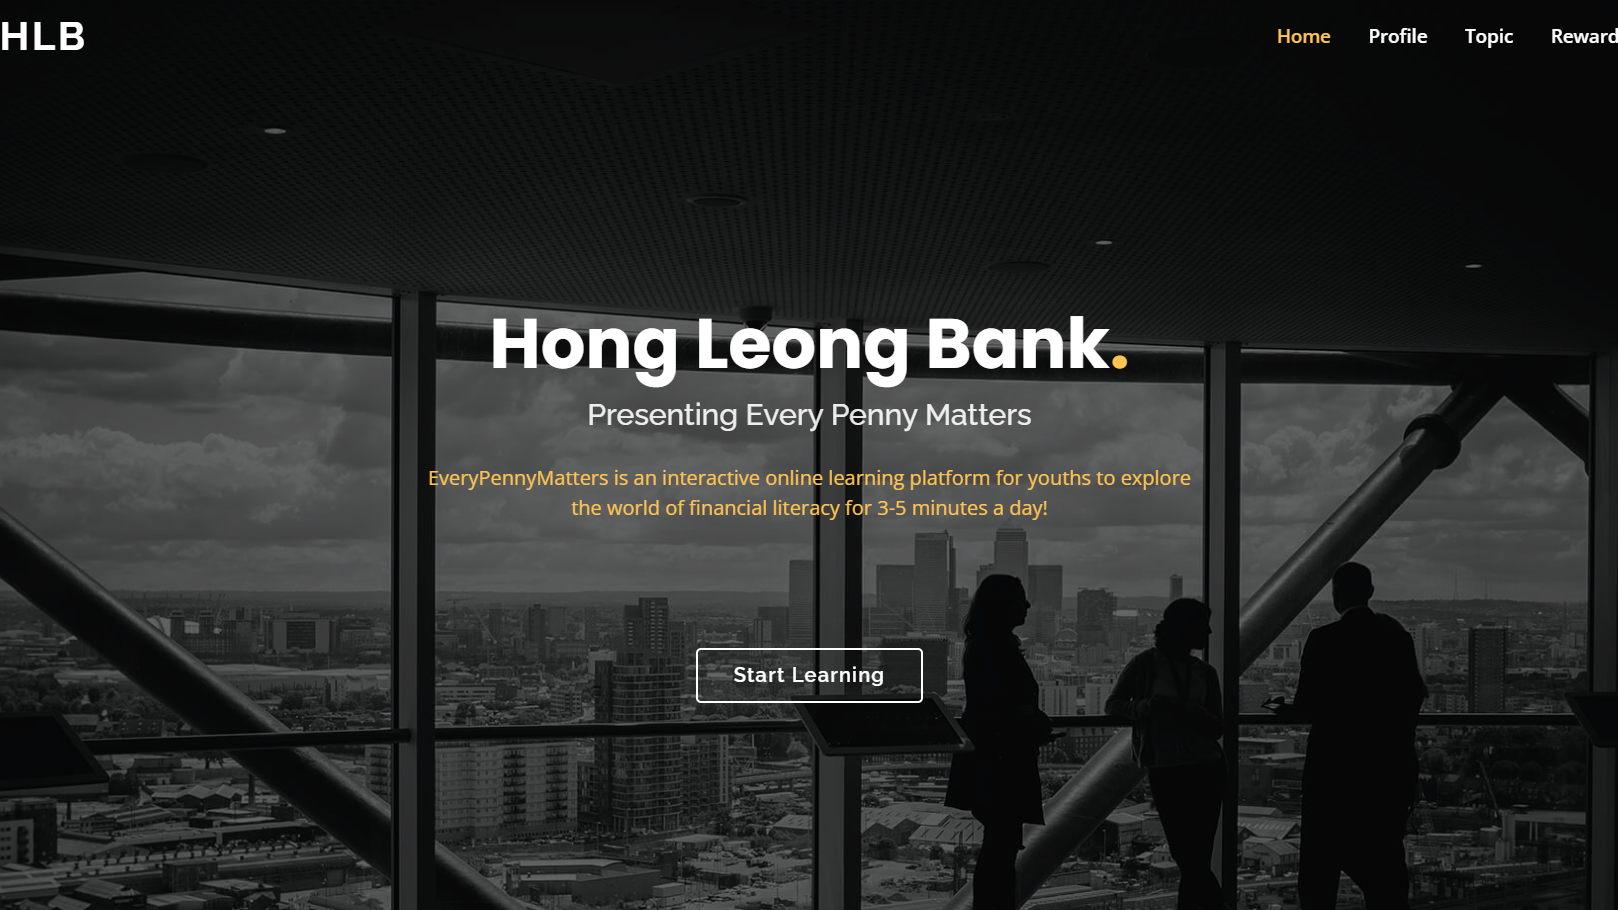 HLB
Home Profile Topic Reward
Hong Leong Bank.
Presenting Every Penny Matters
EveryPennyMatters is an interactive online learning platform for youths to explore
the world of financial literacy for 3-5 minutes a day!
Start Learning